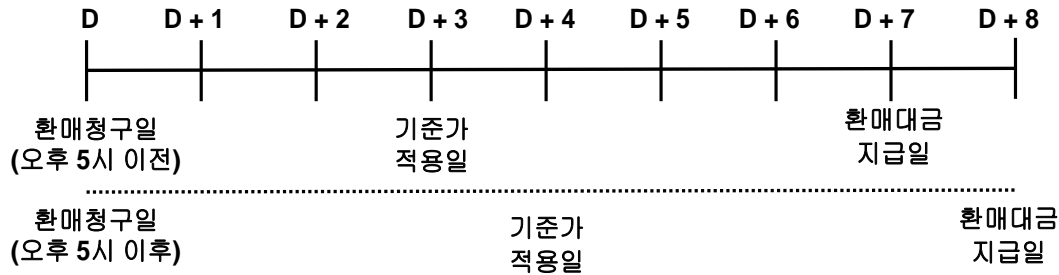 D D + 1 D + 2 D + 3 D + 4 D + 5 D + 6 D + 7 D + 8
환매청구일 기준가 환매대금
(오후 5시 이전) 적용일 지급일
환매청구일 기준가 환매대금
(오후 5시 이후) 적용일 지급일